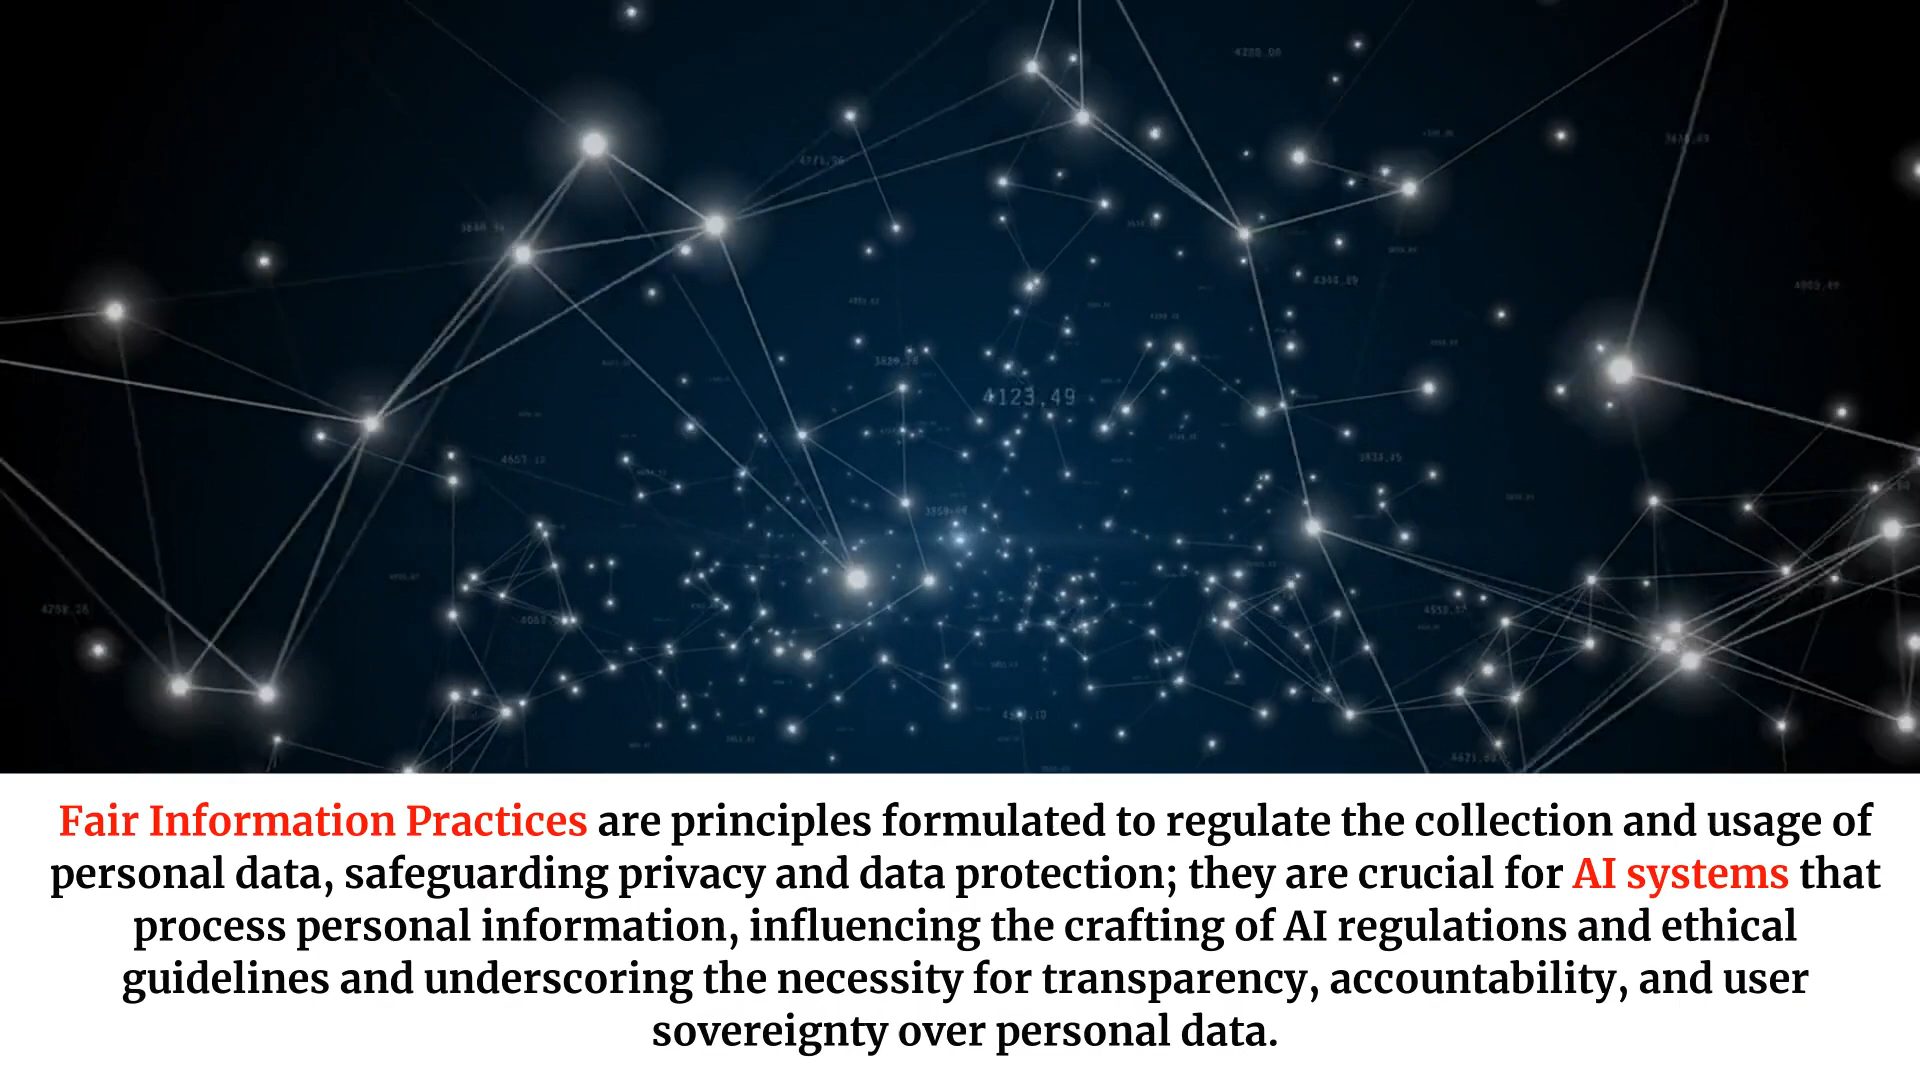 4123,49
Fair Information Practices are principles formulated to regulate the collection and usage of
personal data, safeguarding privacy and data protection; they are crucial for AI systems that
process personal information, influencing the crafting of AI regulations and ethical
guidelines and underscoring the necessity for transparency, accountability, and user
sovereignty over personal data.